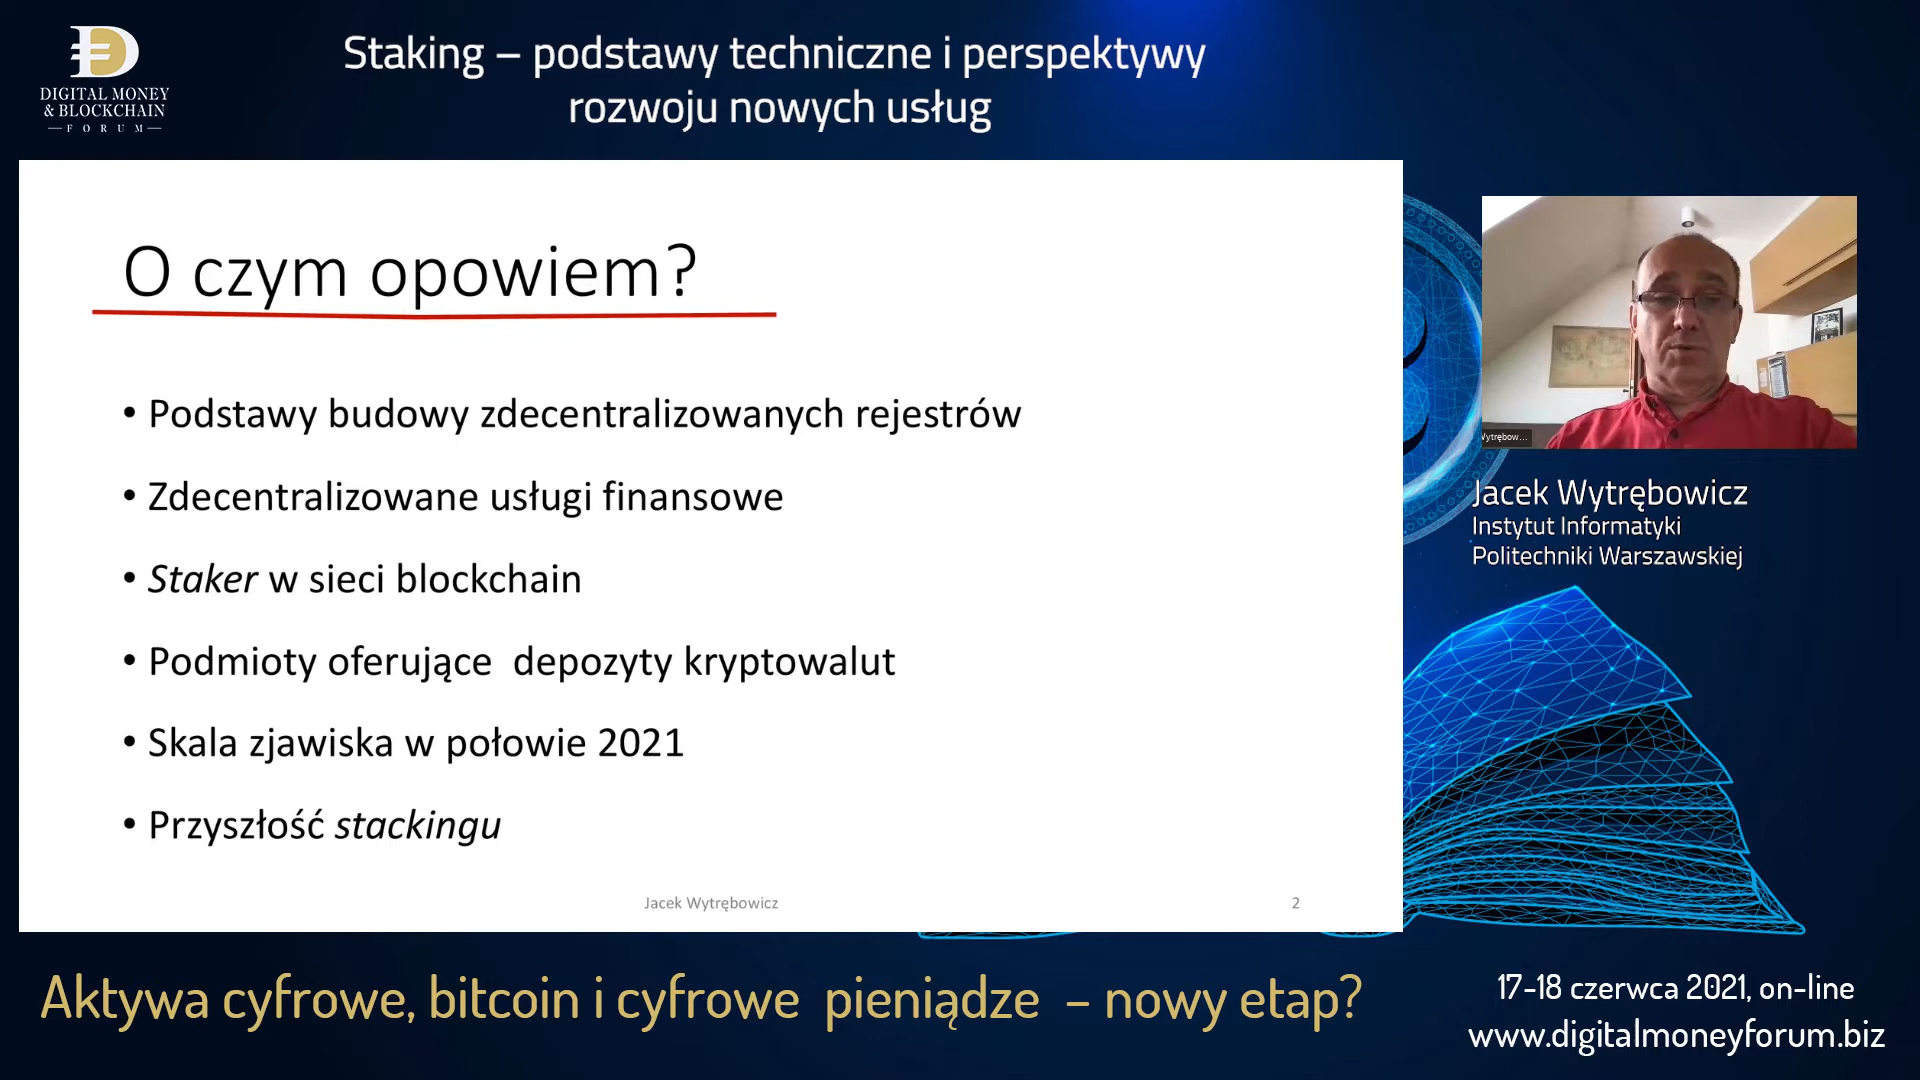 DIGITAL MONEY
& BLOCKCHAIN
FORUM
Staking – podstawy techniczne i perspektywy
rozwoju nowych usług
O czym opowiem?
• Podstawy budowy zdecentralizowanych rejestrów
• Zdecentralizowane usługi finansowe
• Staker w sieci blockchain
• Podmioty oferujące depozyty kryptowalut
• Skala zjawiska w połowie 2021
• Przyszłość stackingu
Jacek Wytrębowicz
2
Jacek Wytrębowicz
Instytut Informatyki
Politechniki Warszawskiej
Aktywa cyfrowe, bitcoin i cyfrowe pieniądze – nowy etap?
17-18 czerwca 2021, on-line
www.digitalmoneyforum.biz